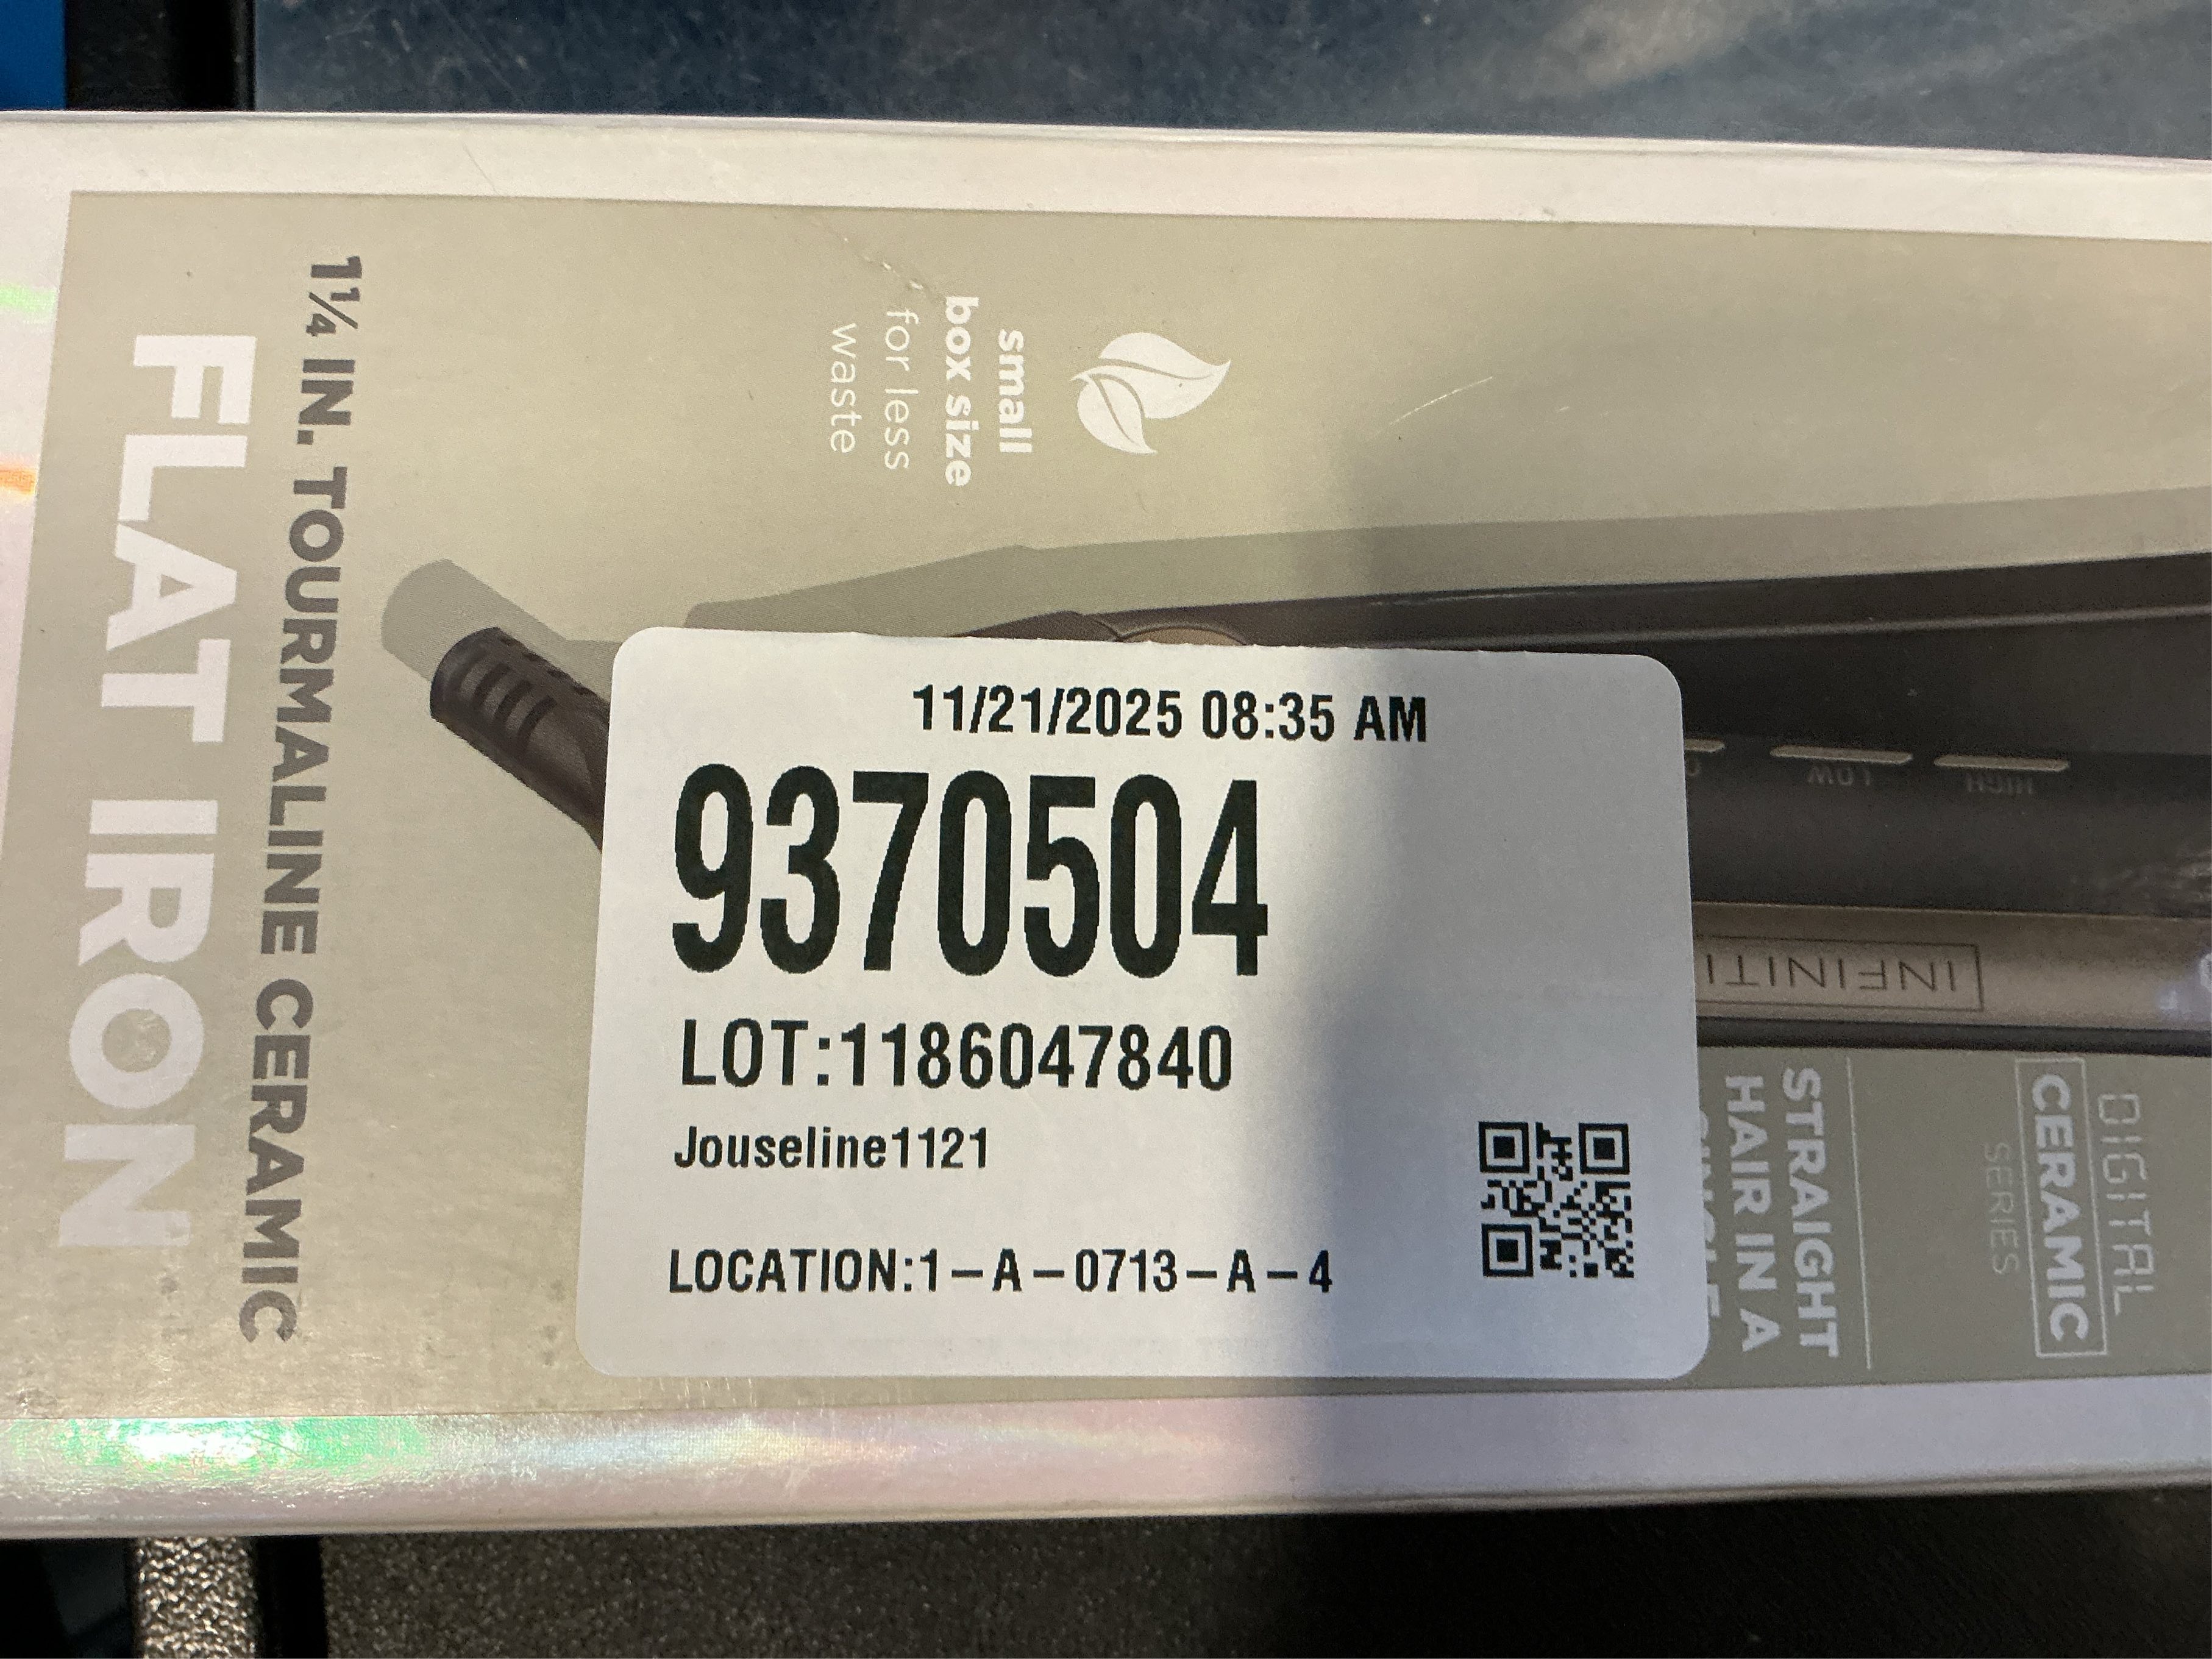 11/21/2025 08:35 AM
9370504
LOT:1186047840
Jouseline1121
LOCATION:1-A-0713-A-4
1¼ IN. TOURMALINE CERAMIC
FLAT IRON
small
box size
for less
waste
LOW
HIGH
INFINITI
DIGITAL
CERAMIC
SERIES
STRAIGHT
HAIR IN A